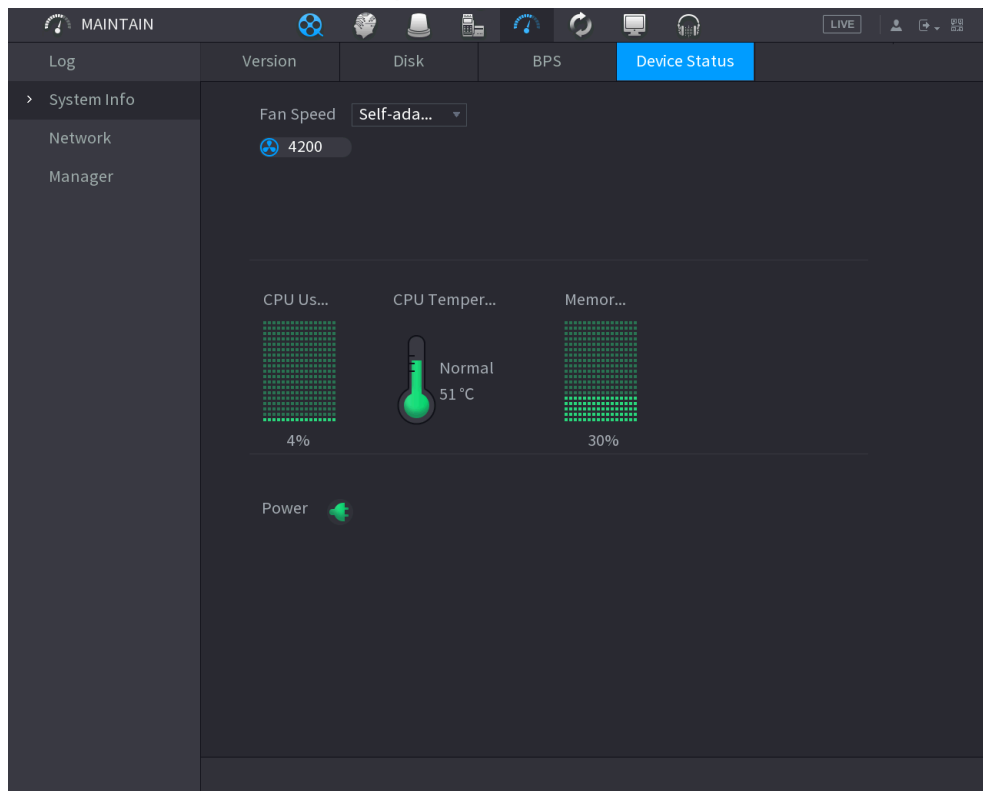 MAINTAIN
LIVE
Log
System Info
Network
Manager
Version Disk BPS Device Status
Fan Speed Self-ada...
4200
CPU Us... CPU Temper... Memor...
Normal
51°C
4% 30%
Power